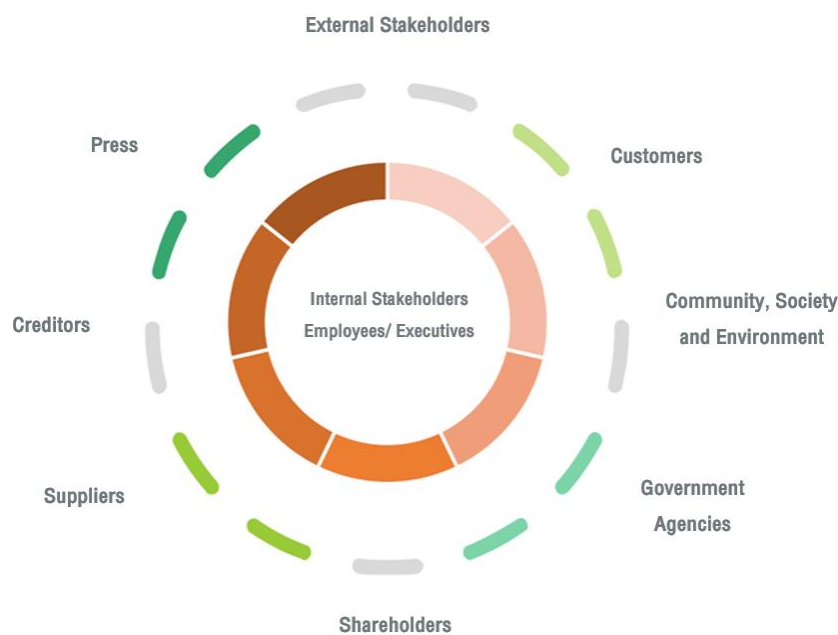 External Stakeholders
Press
Customers
Internal Stakeholders
Employees/ Executives
Creditors
Community, Society
and Environment
Suppliers
Government
Agencies
Shareholders